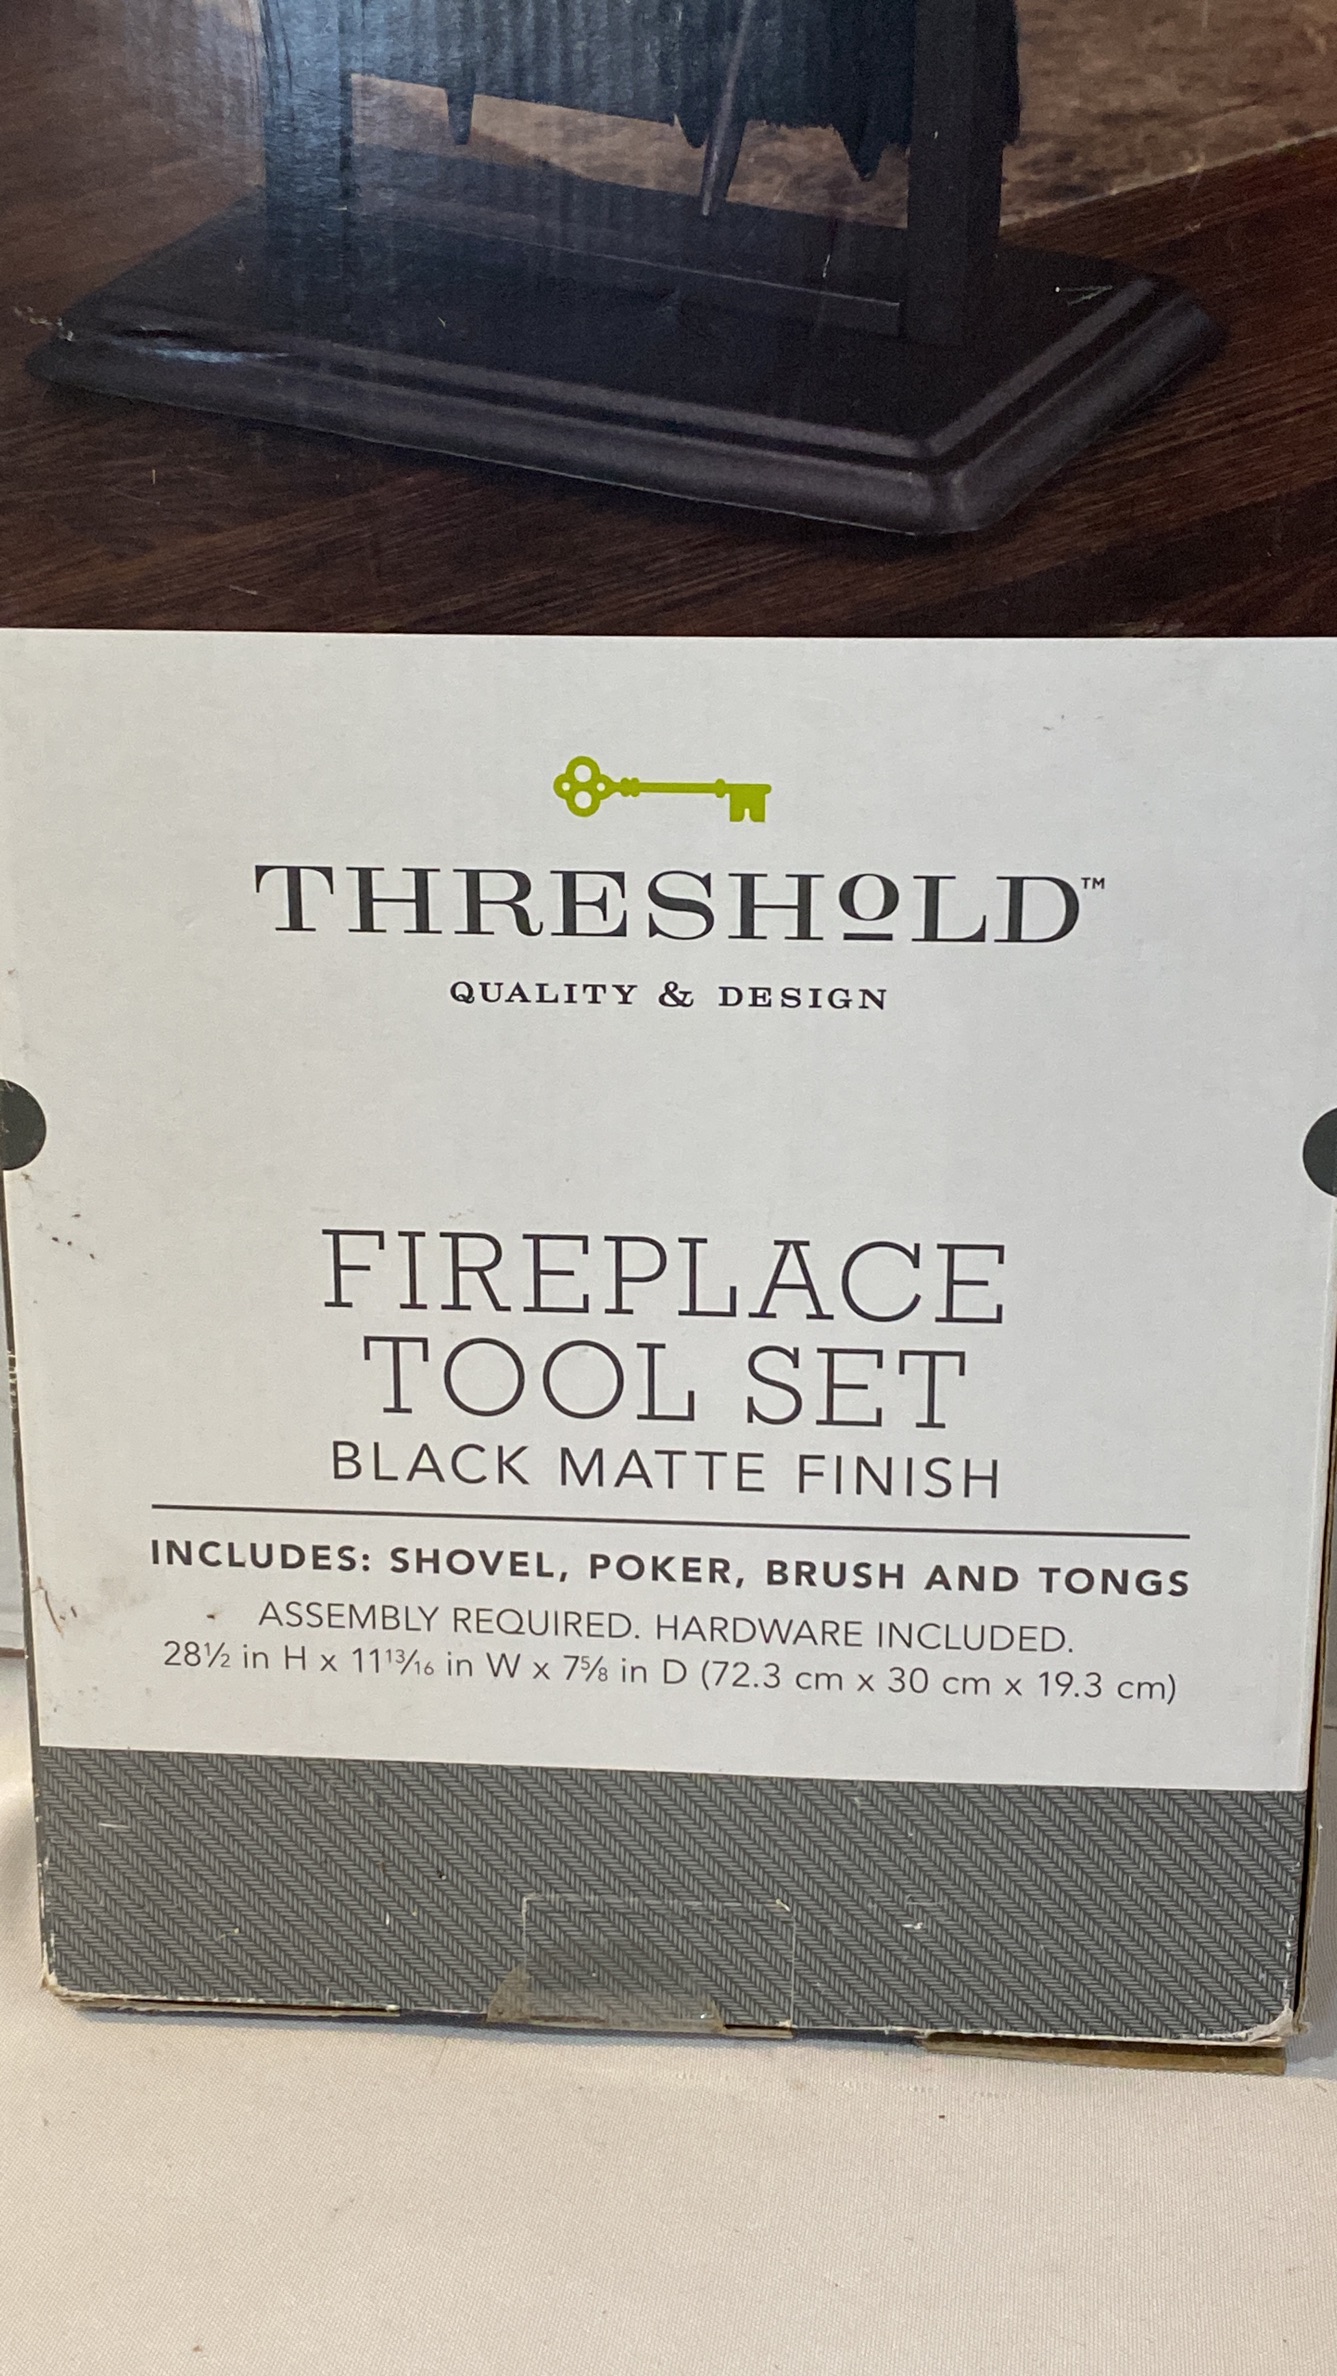 THRESHOLD™
QUALITY & DESIGN
FIREPLACE
TOOL SET
BLACK MATTE FINISH
INCLUDES: SHOVEL, POKER, BRUSH AND TONGS
ASSEMBLY REQUIRED. HARDWARE INCLUDED.
28½ in H x 11¹³⁄₁₆ in W x 7⅝ in D (72.3 cm x 30 cm x 19.3 cm)